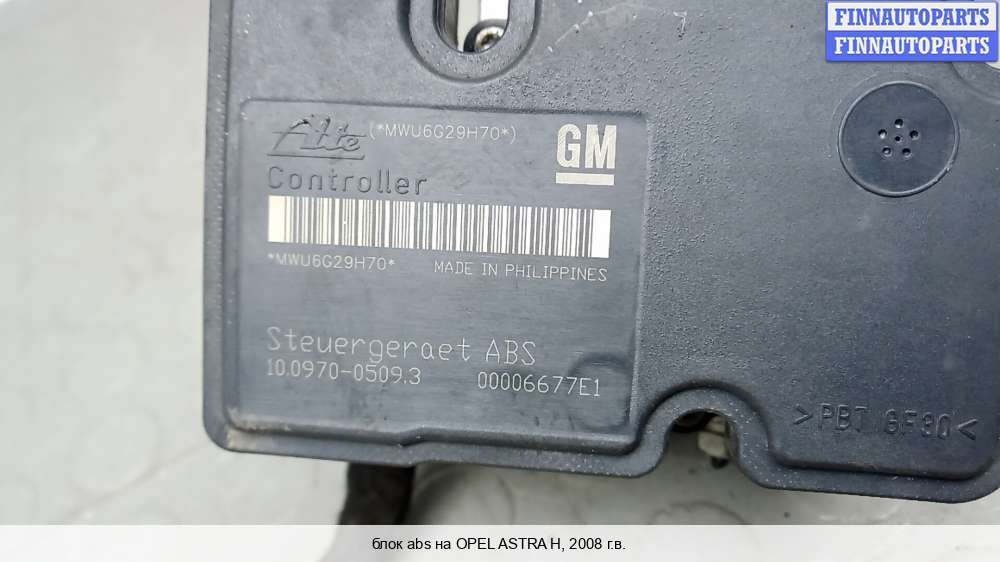 FINNAUTOPARTS
FINNAUTOPARTS
Ate (*MWU6G29H70*)
GM
Controller
*MWU6G29H70* MADE IN PHILIPPINES
Steuergeraet ABS
10.0970-0509.3 00006677E1
>PBT GF30<
блок abs на OPEL ASTRA H, 2008 г.в.